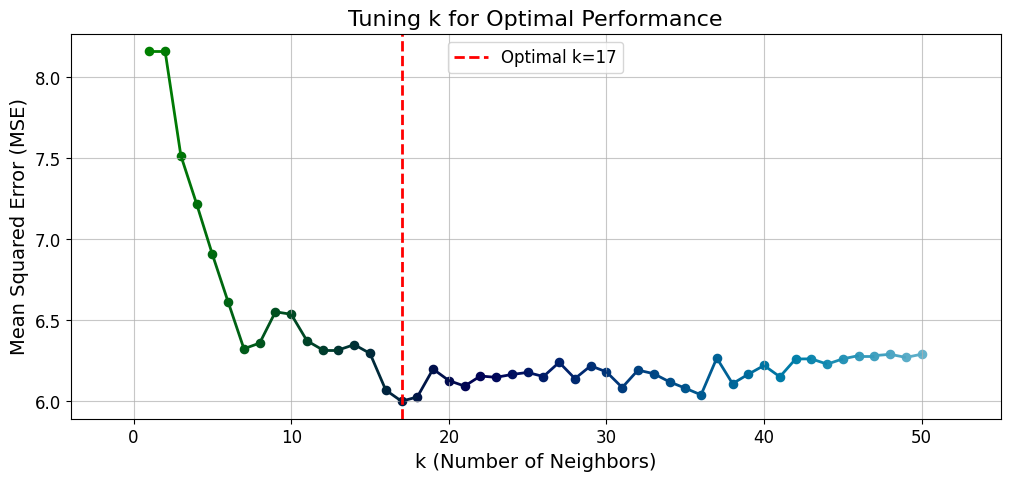 Tuning k for Optimal Performance
Optimal k=17
Mean Squared Error (MSE)
8.0
7.5
7.0
6.5
6.0
0 10 20 30 40 50
k (Number of Neighbors)